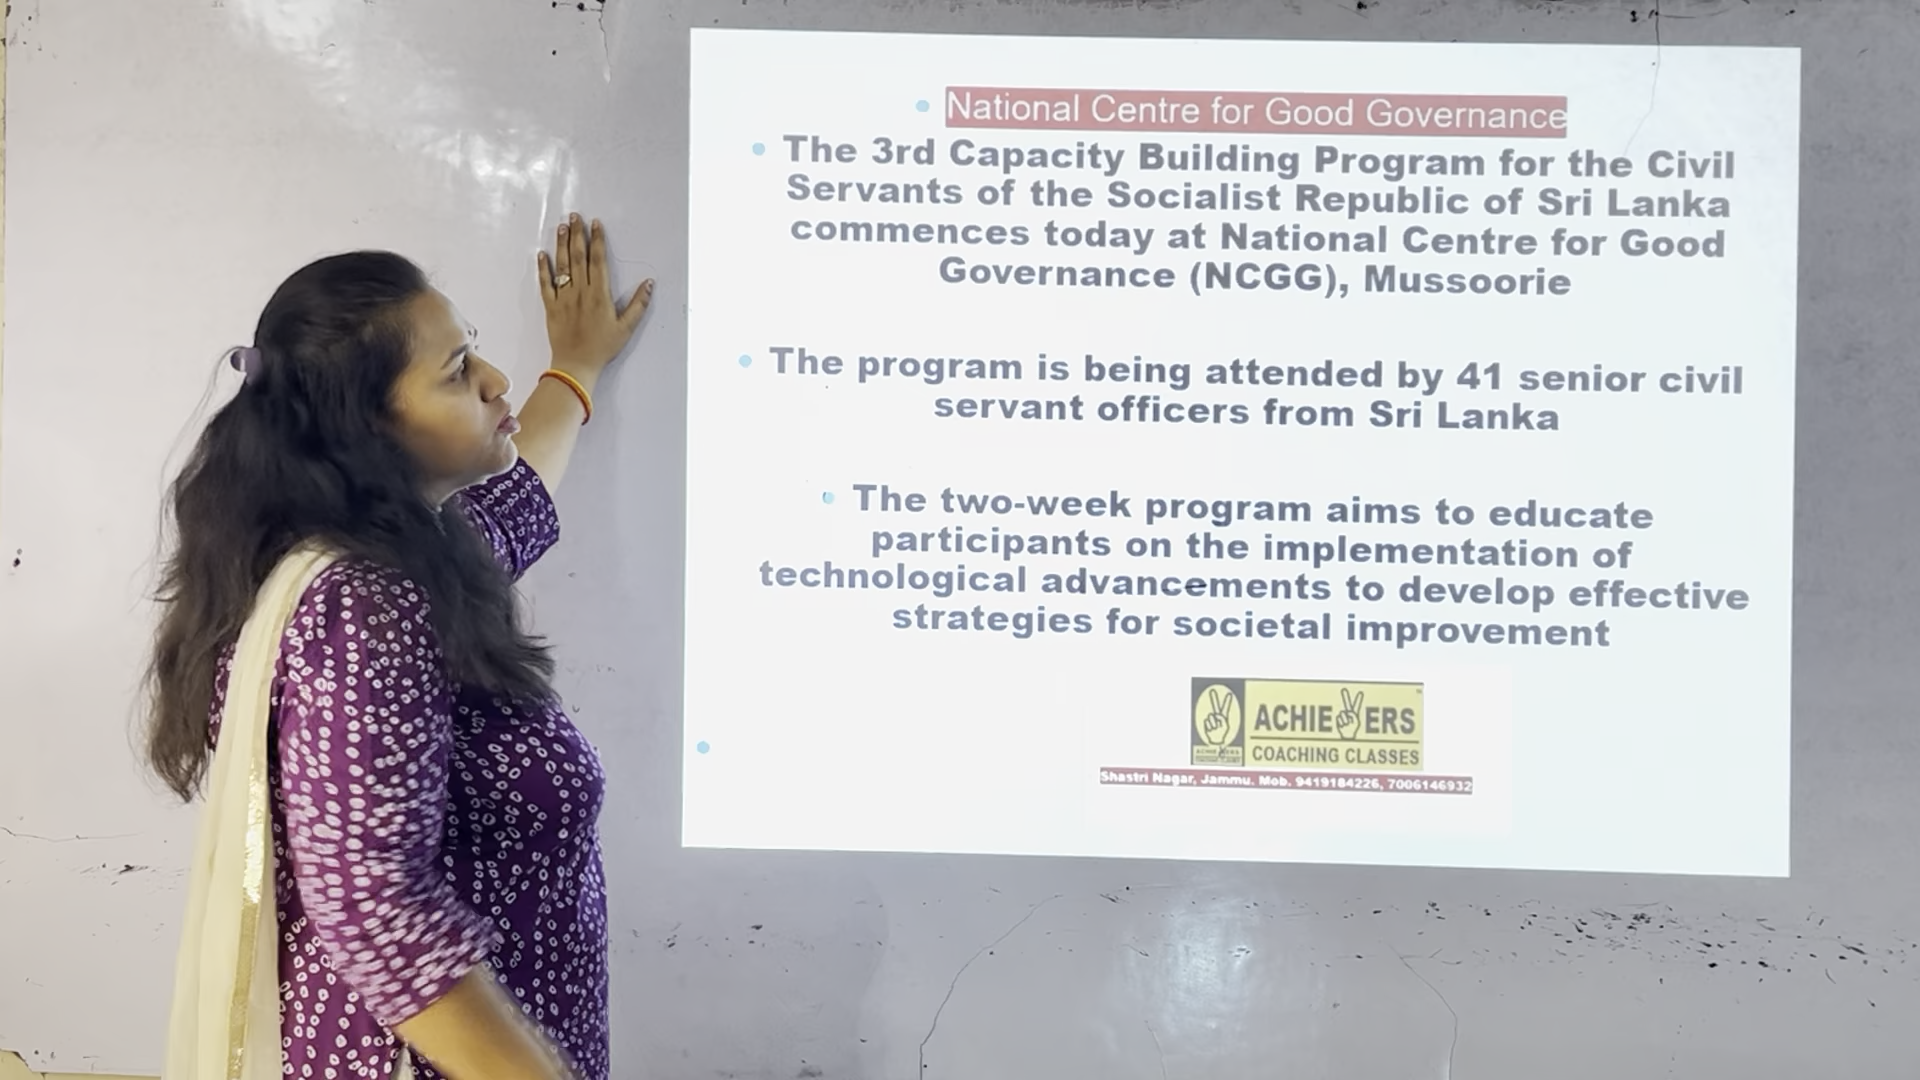 National Centre for Good Governance
The 3rd Capacity Building Program for the Civil
Servants of the Socialist Republic of Sri Lanka
commences today at National Centre for Good
Governance (NCGG), Mussoorie
The program is being attended by 41 senior civil
servant officers from Sri Lanka
The two-week program aims to educate
participants on the implementation of
technological advancements to develop effective
strategies for societal improvement
ACHIEVERS
COACHING CLASSES
Shastri Nagar, Jammu. Mob. 9419184226, 7006146932